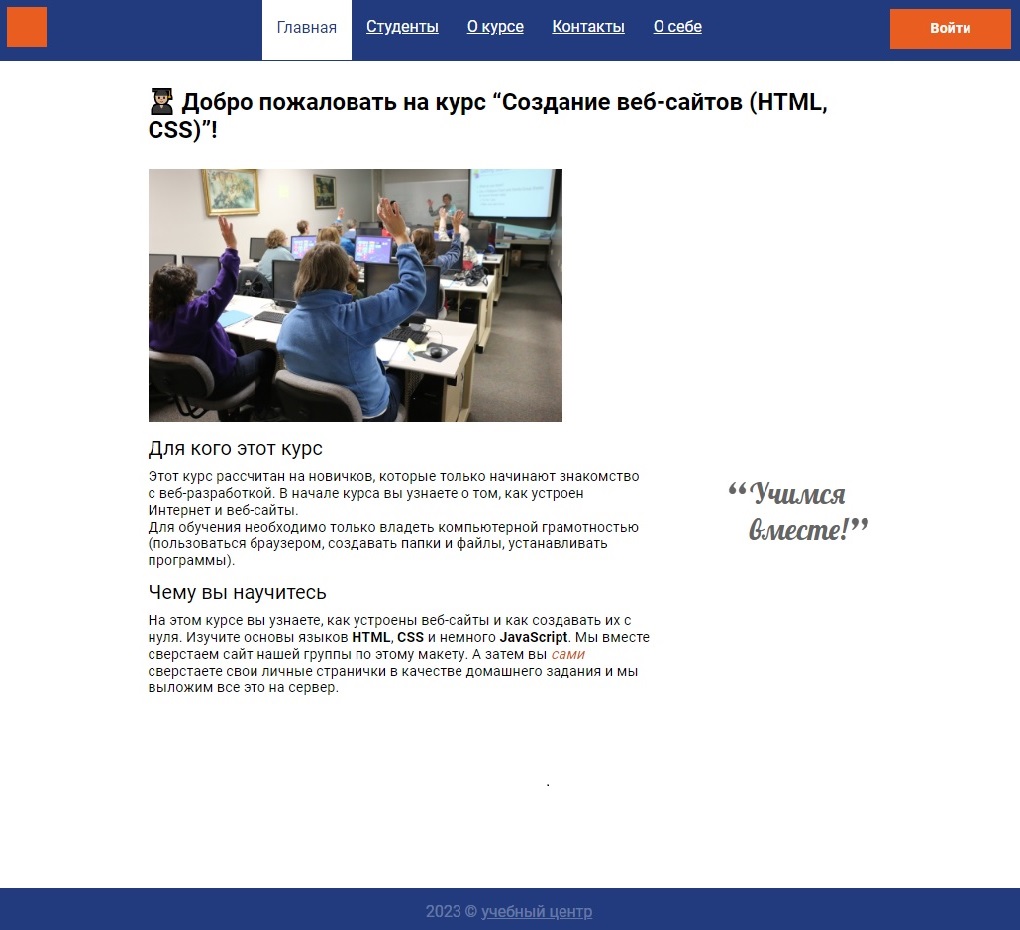 Главная Студенты О курсе Контакты О себе Войти
Добро пожаловать на курс “Создание веб-сайтов (HTML,
CSS)”!
Для кого этот курс
Этот курс рассчитан на новичков, которые только начинают знакомство
с веб-разработкой. В начале курса вы узнаете о том, как устроен
Интернет и веб-сайты.
Для обучения необходимо только владеть компьютерной грамотностью
(пользоваться браузером, создавать папки и файлы, устанавливать
программы).
“Учимся
вместе!”
Чему вы научитесь
На этом курсе вы узнаете, как устроены веб-сайты и как создавать их с
нуля. Изучите основы языков HTML, CSS и немного JavaScript. Мы вместе
сверстаем сайт нашей группы по этому макету. А затем вы сами
сверстаете свои личные странички в качестве домашнего задания и мы
выложим все это на сервер.
.
2023 © учебный центр